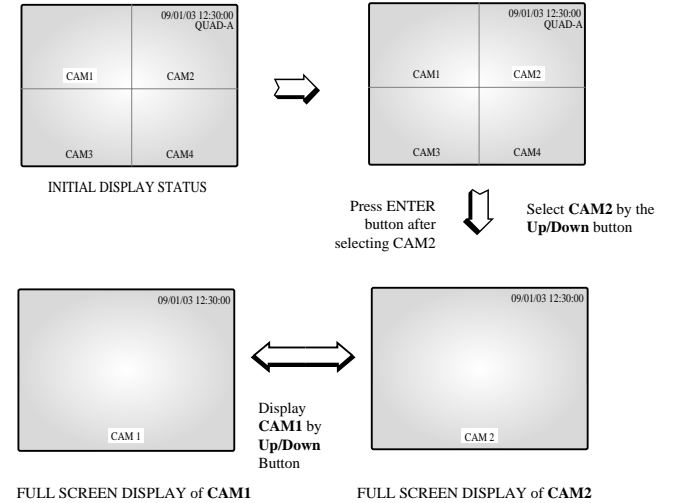 09/01/03 12:30:00
QUAD-A
CAM1
CAM2
CAM3
CAM4
INITIAL DISPLAY STATUS
09/01/03 12:30:00
QUAD-A
CAM1
CAM2
CAM3
CAM4
Press ENTER
button after
selecting CAM2
Select CAM2 by the
Up/Down button
09/01/03 12:30:00
CAM 1
FULL SCREEN DISPLAY of CAM1
Display
CAM1 by
Up/Down
Button
09/01/03 12:30:00
CAM 2
FULL SCREEN DISPLAY of CAM2